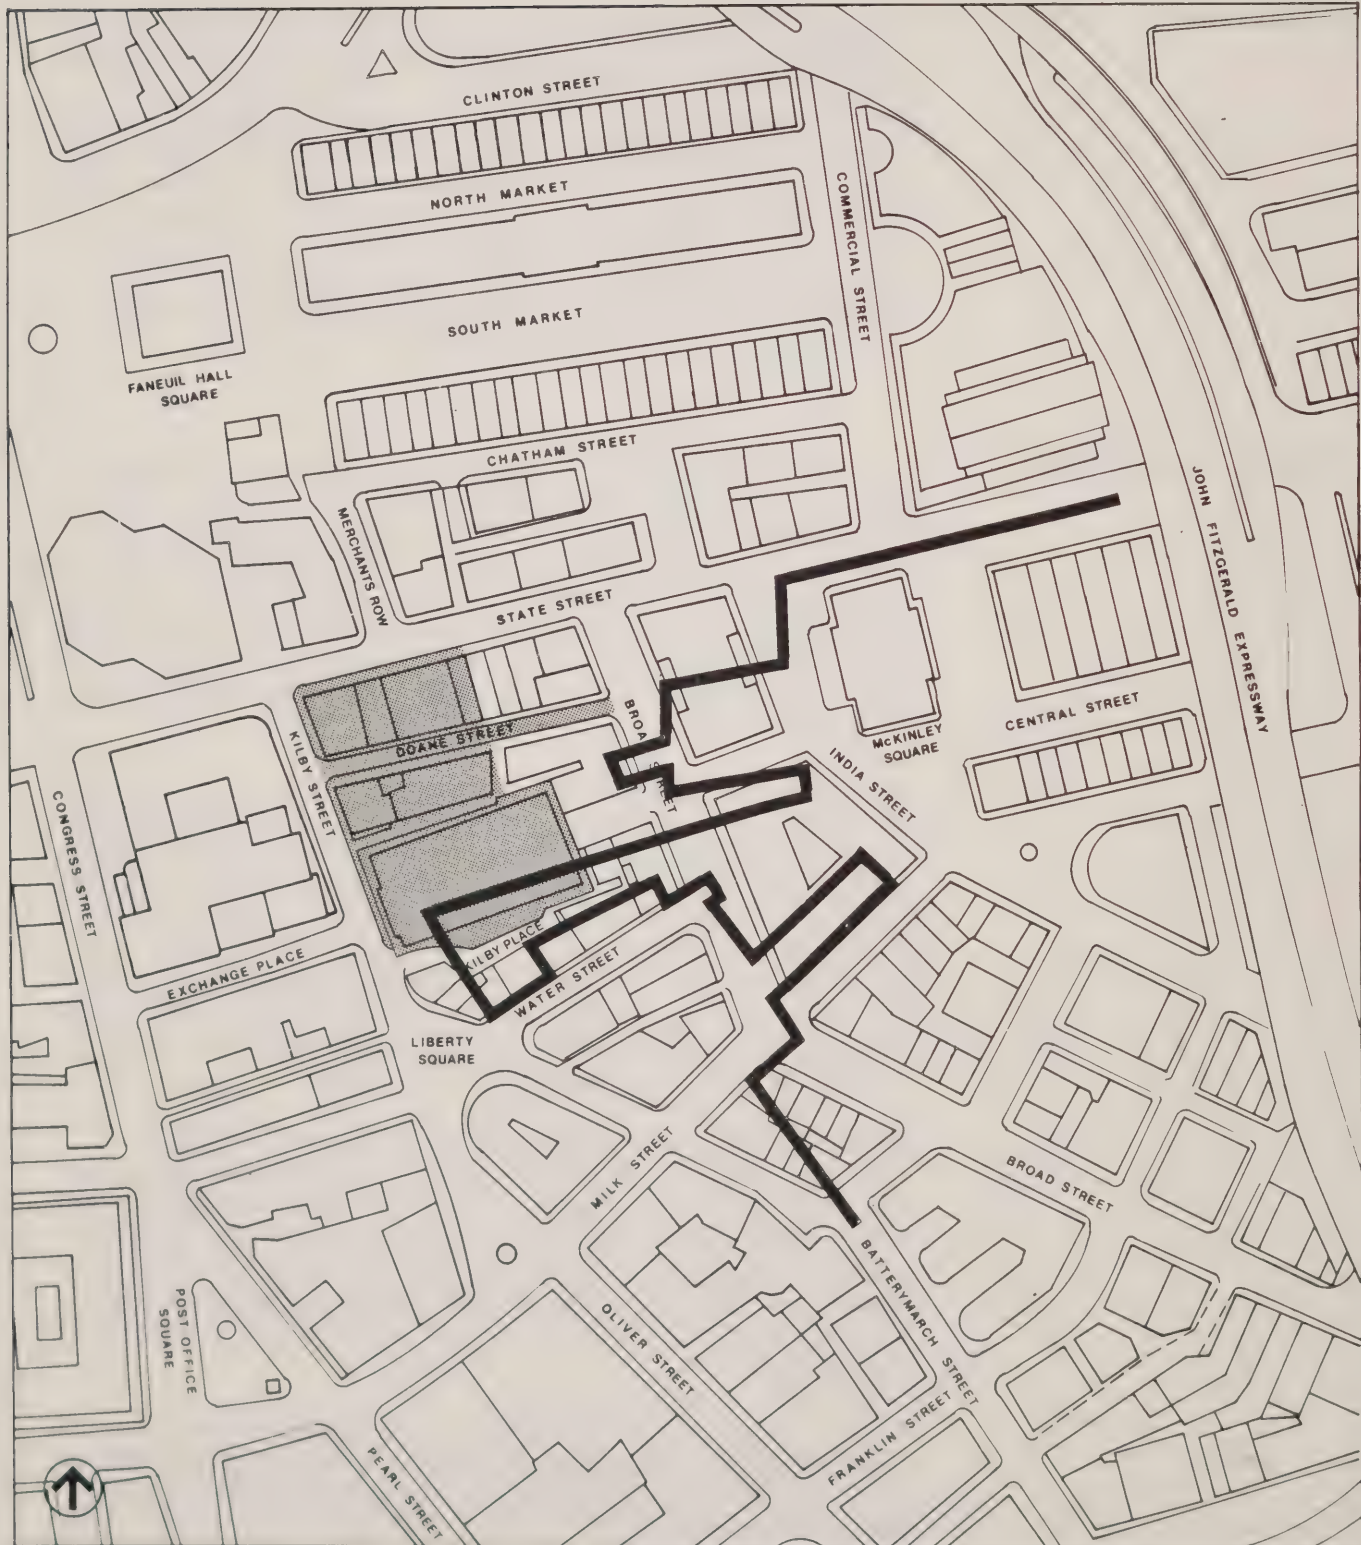 CLINTON STREET
NORTH MARKET
COMMERCIAL STREET
SOUTH MARKET
FANEUIL HALL
SQUARE
CHATHAM STREET
MERCHANTS ROW
STATE STREET
JOHN FITZGERALD EXPRESSWAY
KILBY STREET
DOANE STREET
BROA
STREET
McKINLEY
SQUARE
CENTRAL STREET
INDIA STREET
CONGRESS STREET
EXCHANGE PLACE
KILBY PLACE
WATER STREET
LIBERTY
SQUARE
MILK STREET
BROAD STREET
POST OFFICE
SQUARE
OLIVER STREET
BATTERYMARCH STREET
FRANKLIN STREET
PEARL STREET